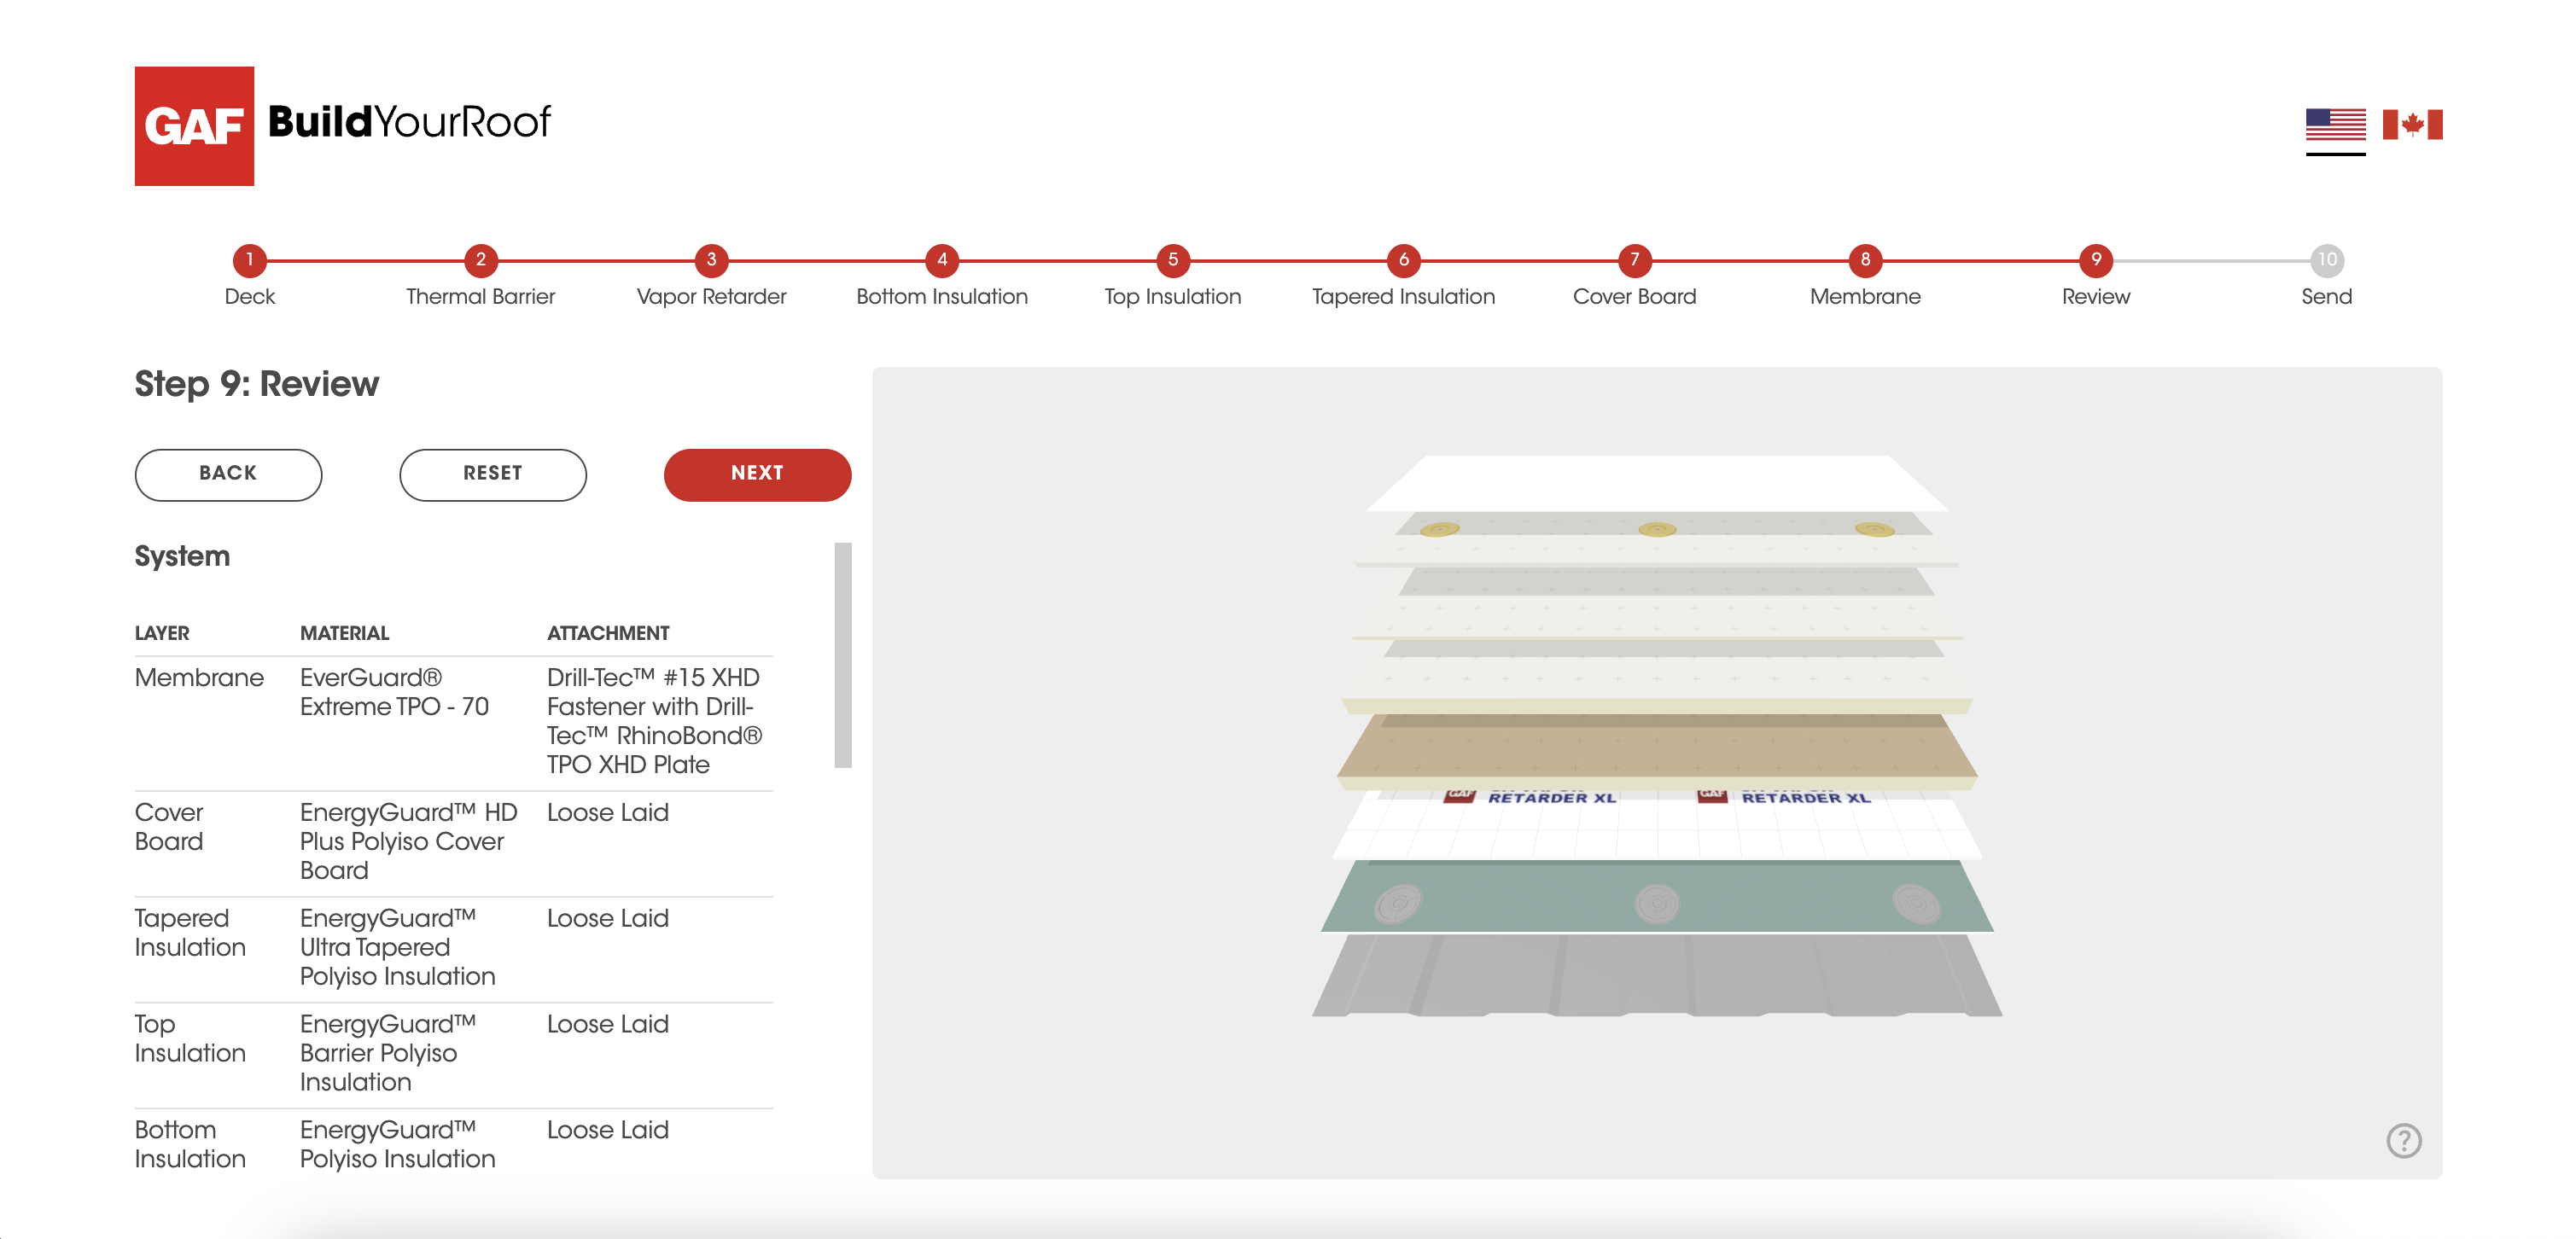 GAF BuildYourRoof
1
2
3
4
5
6
7
8
9
10
Deck
Thermal Barrier
Vapor Retarder
Bottom Insulation
Top Insulation
Tapered Insulation
Cover Board
Membrane
Review
Send
Step 9: Review
BACK
RESET
NEXT
System
LAYER MATERIAL ATTACHMENT
Membrane
EverGuard®
Extreme TPO - 70
Drill-Tec™ #15 XHD
Fastener with Drill-
Tec™ RhinoBond®
TPO XHD Plate
Cover
Board
EnergyGuard™ HD
Plus Polyiso Cover
Board
Loose Laid
Tapered
Insulation
EnergyGuard™
Ultra Tapered
Polyiso Insulation
Loose Laid
Top
Insulation
EnergyGuard™
Barrier Polyiso
Insulation
Loose Laid
Bottom
Insulation
EnergyGuard™
Polyiso Insulation
Loose Laid
GAF RETARDER XL
GAF RETARDER XL
?